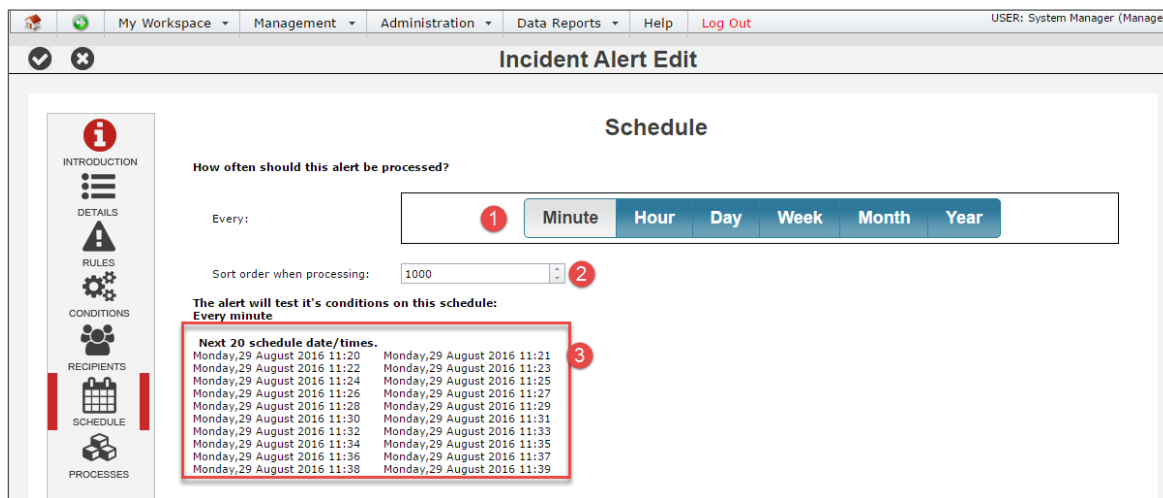 My Workspace Management Administration Data Reports Help Log Out USER: System Manager (Manage
Incident Alert Edit
INTRODUCTION
DETAILS
RULES
CONDITIONS
RECIPIENTS
SCHEDULE
PROCESSES
Schedule
How often should this alert be processed?
Every: 1 Minute Hour Day Week Month Year
Sort order when processing: 1000 2
The alert will test it's conditions on this schedule:
Every minute
Next 20 schedule date/times.
3
Monday,29 August 2016 11:20 Monday,29 August 2016 11:21
Monday,29 August 2016 11:22 Monday,29 August 2016 11:23
Monday,29 August 2016 11:24 Monday,29 August 2016 11:25
Monday,29 August 2016 11:26 Monday,29 August 2016 11:27
Monday,29 August 2016 11:28 Monday,29 August 2016 11:29
Monday,29 August 2016 11:30 Monday,29 August 2016 11:31
Monday,29 August 2016 11:32 Monday,29 August 2016 11:33
Monday,29 August 2016 11:34 Monday,29 August 2016 11:35
Monday,29 August 2016 11:36 Monday,29 August 2016 11:37
Monday,29 August 2016 11:38 Monday,29 August 2016 11:39